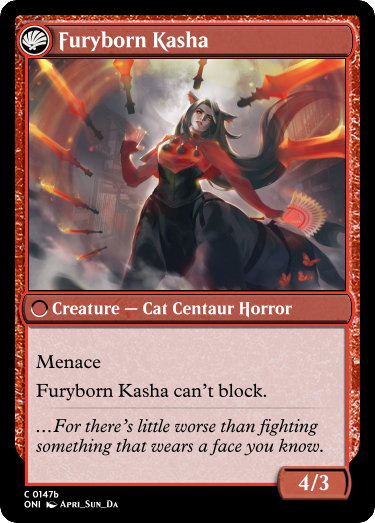 Furyborn Kasha
Creature — Cat Centaur Horror
Menace
Furyborn Kasha can't block.
…For there's little worse than fighting
something that wears a face you know.
4/3
C 0147b
ONI Apri_Sun_Da